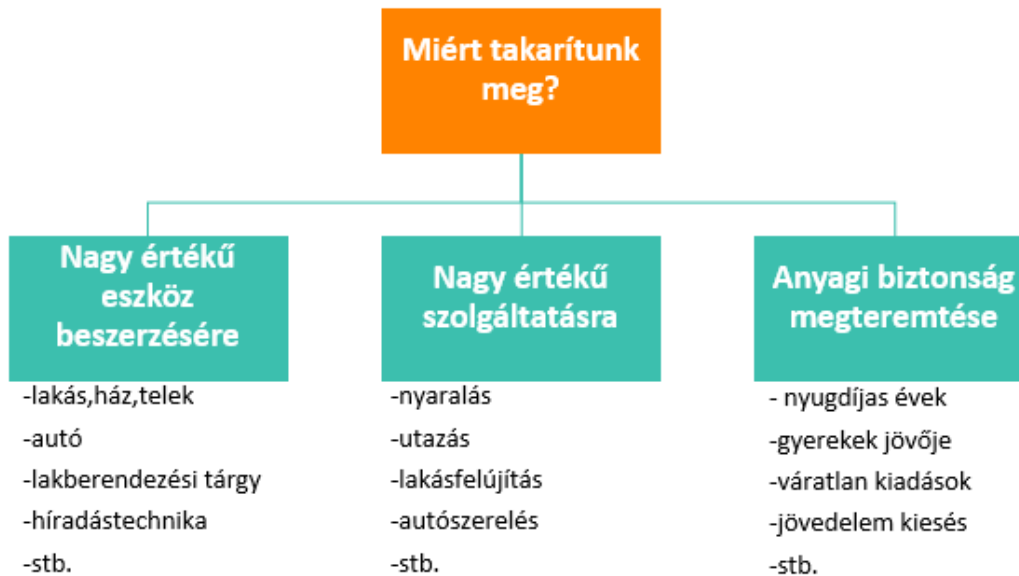 Miért takarítunk
meg?
Nagy értékű
eszköz
beszerzésére
-lakás,ház,telek
-autó
-lakberendezési tárgy
-híradástechnika
-stb.
Nagy értékű
szolgáltatásra
-nyaralás
-utazás
-lakásfelújítás
-autószerelés
-stb.
Anyagi biztonság
megteremtése
- nyugdíjas évek
-gyerekek jövője
-váratlan kiadások
-jövedelem kiesés
-stb.